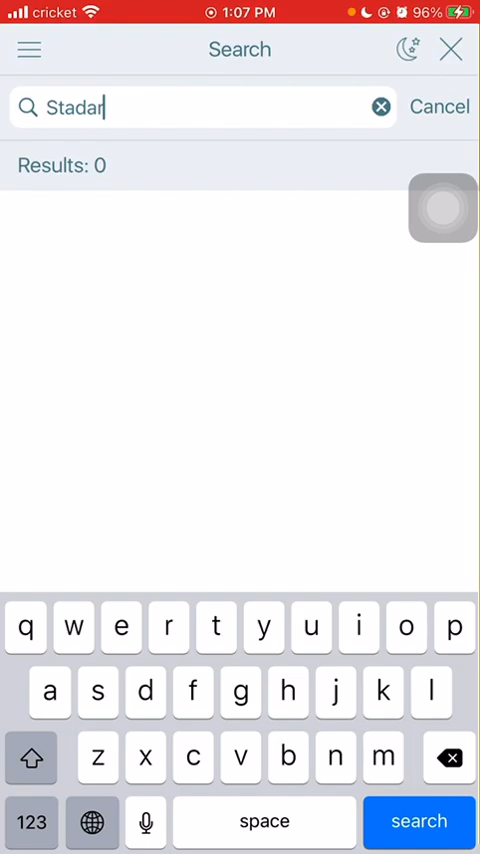 cricket 1:07 PM 96%
Search
Stadar Cancel
Results: 0
q w e r t y u i o p
a s d f g h j k l
z x c v b n m
123 space search